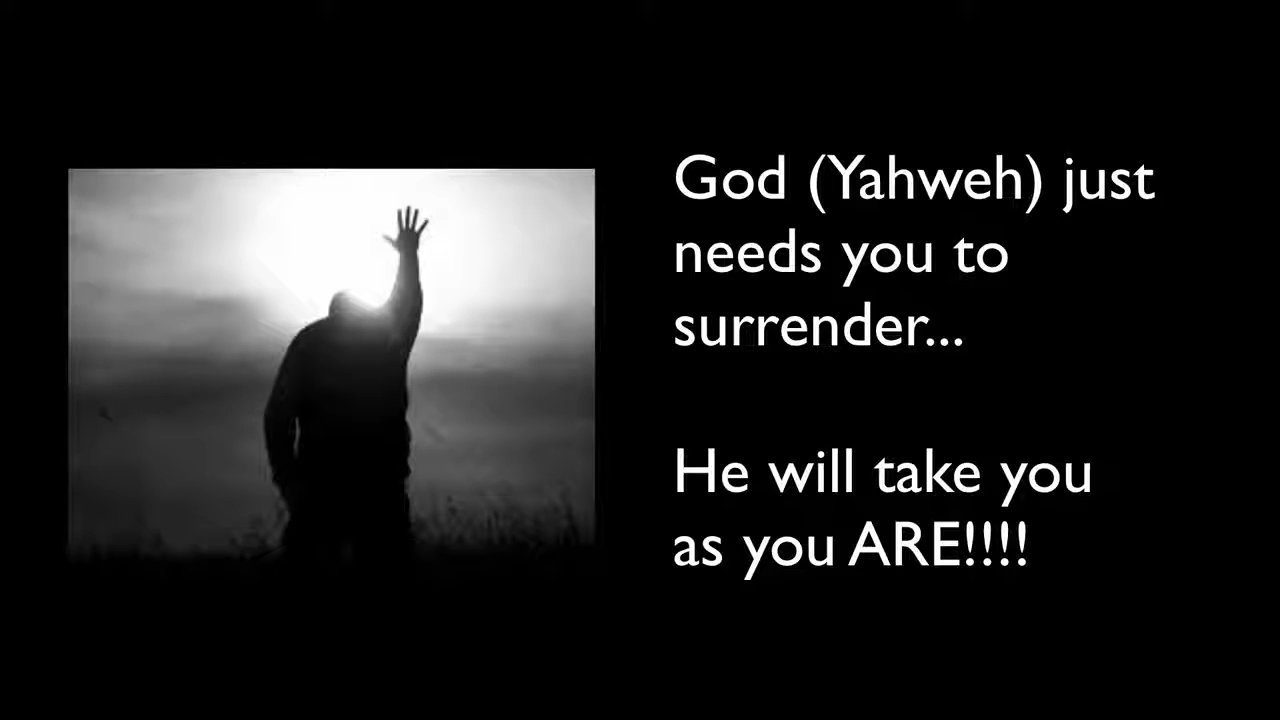 God (Yahweh) just
needs you to
surrender...
He will take you
as you ARE!!!!